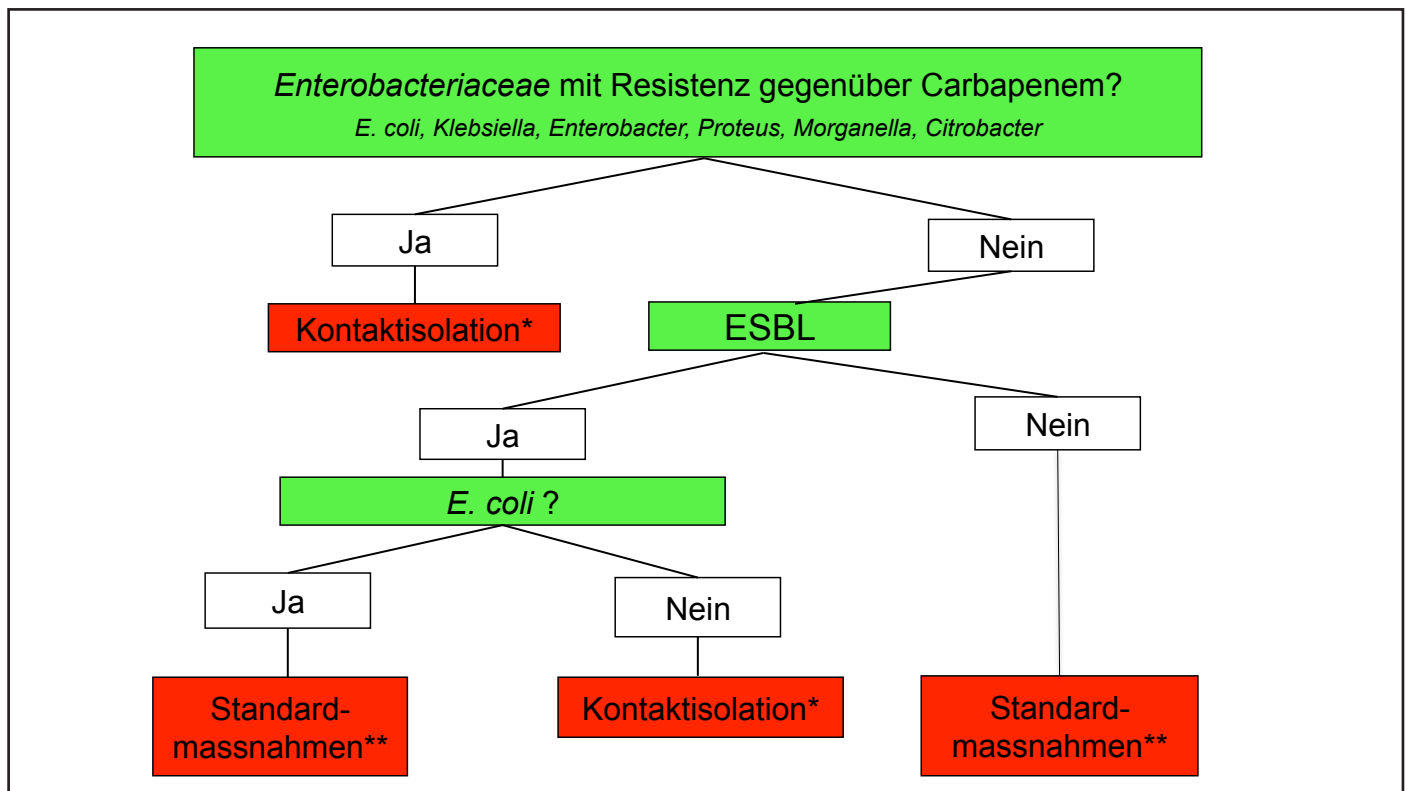 Enterobacteriaceae mit Resistenz gegenüber Carbapenem?
E. coli, Klebsiella, Enterobacter, Proteus, Morganella, Citrobacter
Ja
Nein
Kontaktisolation*
ESBL
Ja
Nein
E. coli ?
Ja
Nein
Standard-
massnahmen**
Kontaktisolation*
Standard-
massnahmen**